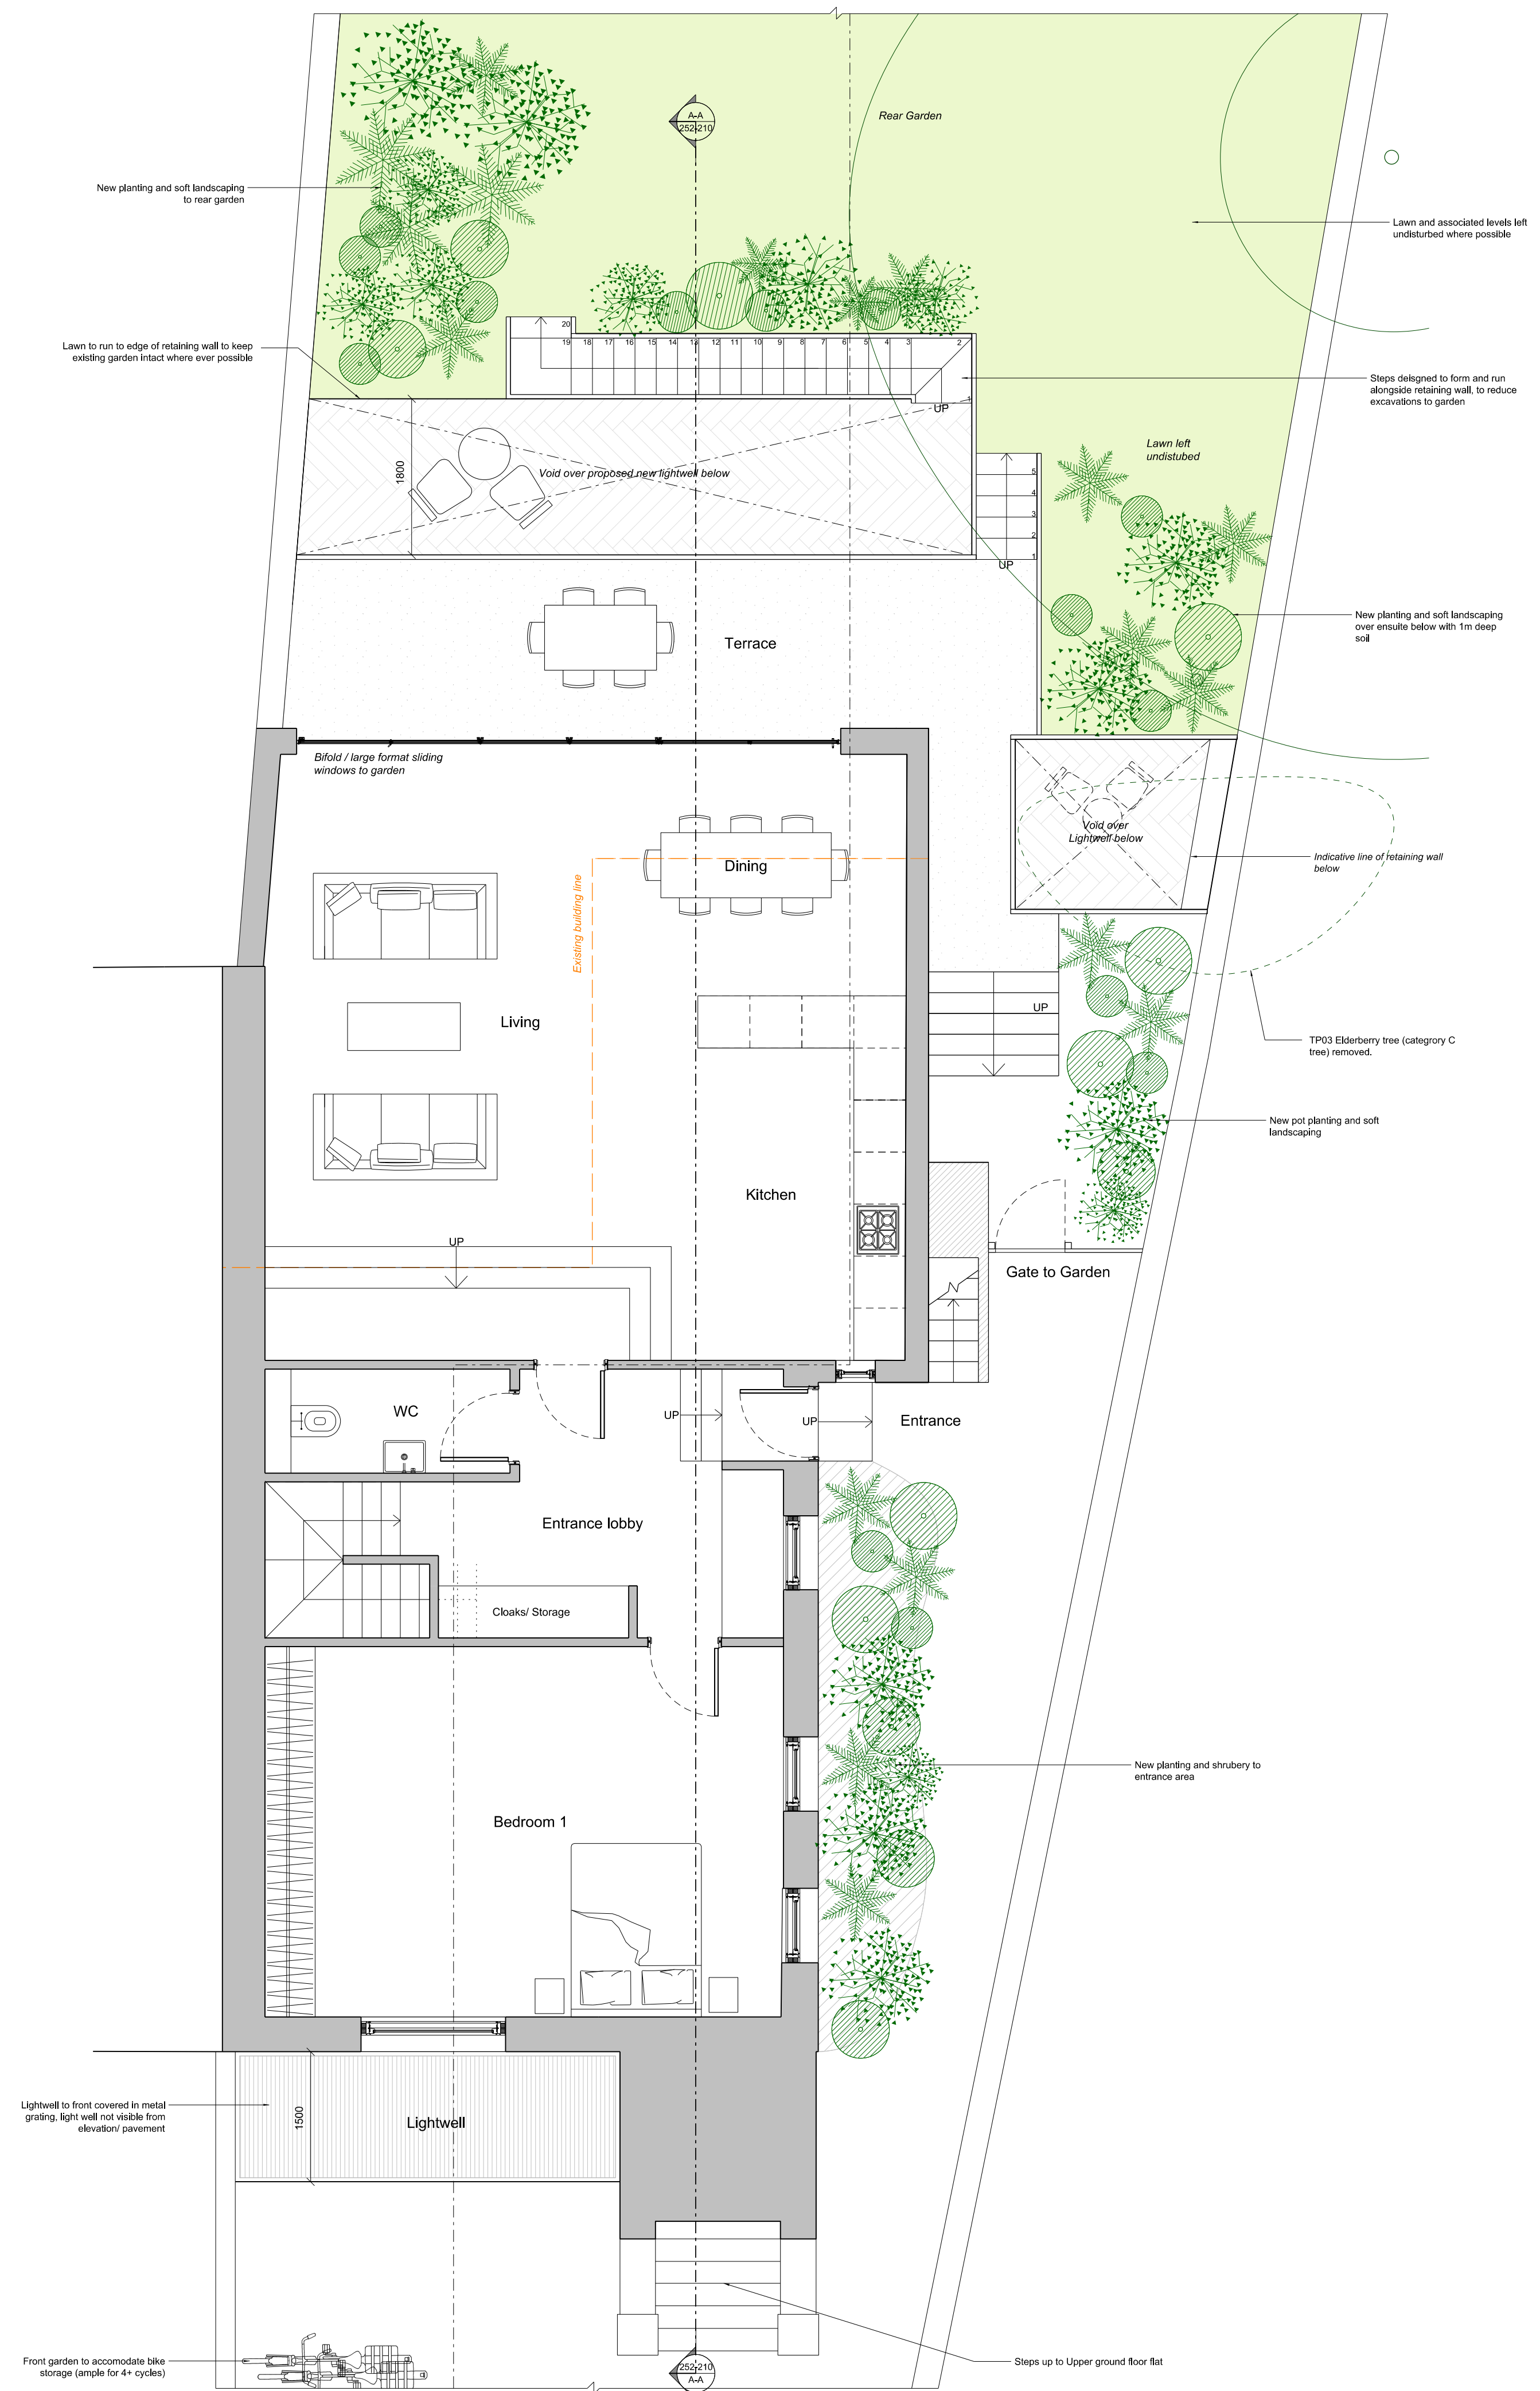 A-A
252-210
Rear Garden
New planting and soft landscaping
to rear garden
Lawn and associated levels left
undisturbed where possible
Lawn to run to edge of retaining wall to keep
existing garden intact where ever possible
20
19
18
17
16
15
14
13
12
11
10
9
8
7
6
5
4
3
2
1
UP
Steps deisgned to form and run
alongside retaining wall, to reduce
excavations to garden
Lawn left
undistubed
1800
Void over proposed new lightwell below
5
4
3
2
1
UP
New planting and soft landscaping
over ensuite below with 1m deep
soil
Terrace
Bifold / large format sliding
windows to garden
Void over
Lightwell below
Indicative line of retaining wall
below
Dining
Existing building line
Living
UP
TP03 Elderberry tree (categrory C
tree) removed.
New pot planting and soft
landscaping
Kitchen
UP
Gate to Garden
WC
UP
UP
Entrance
Entrance lobby
Cloaks/ Storage
New planting and shrubery to
entrance area
Bedroom 1
Lightwell to front covered in metal
grating, light well not visible from
elevation/ pavement
1500
Lightwell
Front garden to accomodate bike
storage (ample for 4+ cycles)
Steps up to Upper ground floor flat
252-210
A-A